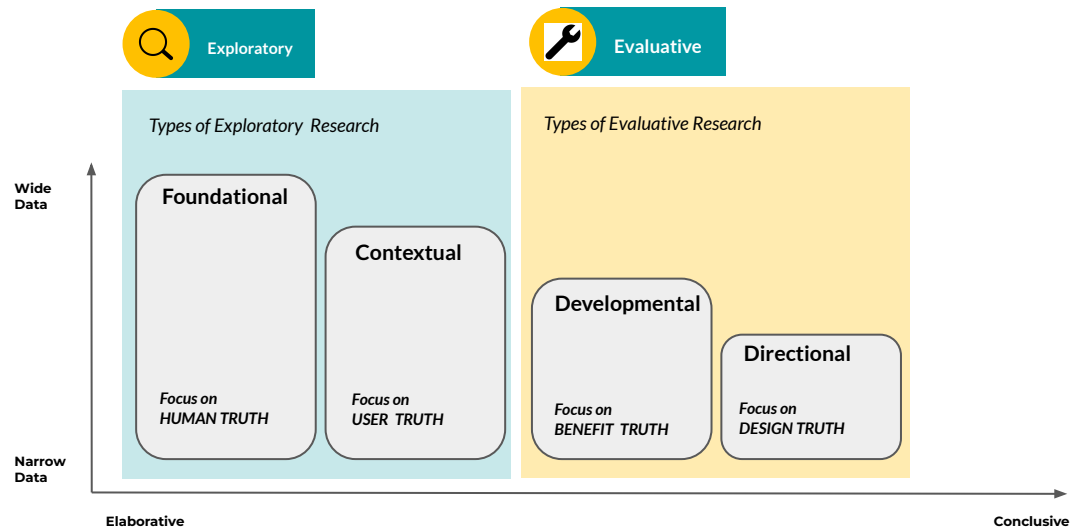 Exploratory
Evaluative
Types of Exploratory Research
Types of Evaluative Research
Wide
Data
Foundational
Contextual
Developmental
Directional
Focus on
HUMAN TRUTH
Focus on
USER TRUTH
Focus on
BENEFIT TRUTH
Focus on
DESIGN TRUTH
Narrow
Data
Elaborative
Conclusive